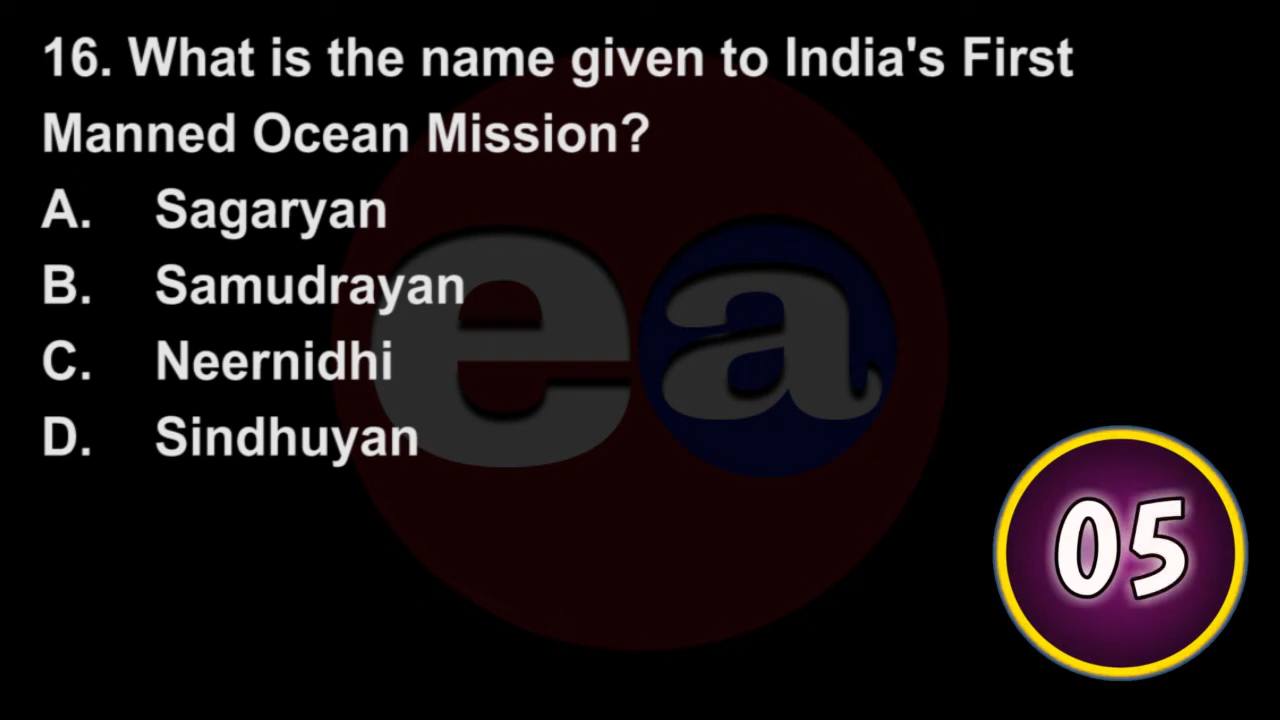 16. What is the name given to India's First
Manned Ocean Mission?
A. Sagaryan
B. Samudrayan
C. Neernidhi
D. Sindhuyan
ea
05